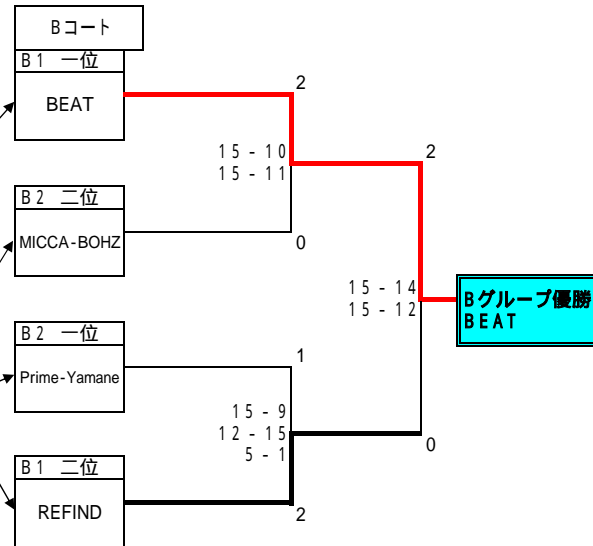 Bコート
B1 一位
BEAT
2
15-10
15-11
2
B2 二位
MICCA-BOHZ
0
15-14
15-12
Bグループ優勝
BEAT
B2 一位
Prime-Yamane
1
15-9
12-15
5-1
0
B1 二位
REFIND
2